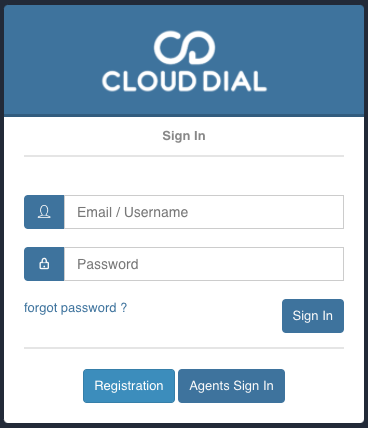 CLOUD DIAL
Sign In
Email / Username
Password
forgot password ?
Sign In
Registration
Agents Sign In